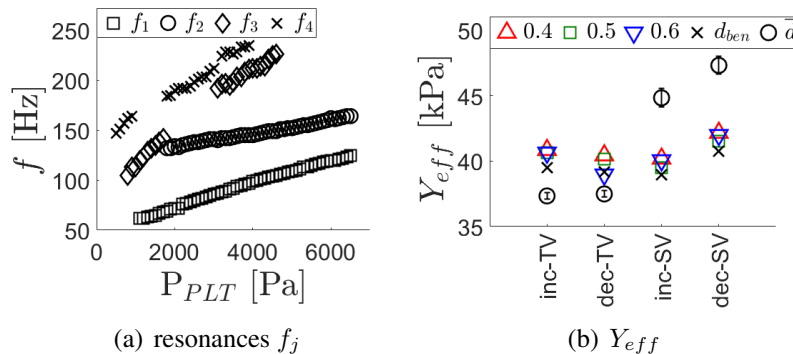 f1 f2 f3 f4
250
200
150
100
50
f [Hz]
0 2000 4000 6000
P_PLT [Pa]
(a) resonances f_j
0.4 0.5 0.6 d_ben
50
45
40
35
Y_eff [kPa]
inc-TV
dec-TV
inc-SV
dec-SV
(b) Y_eff